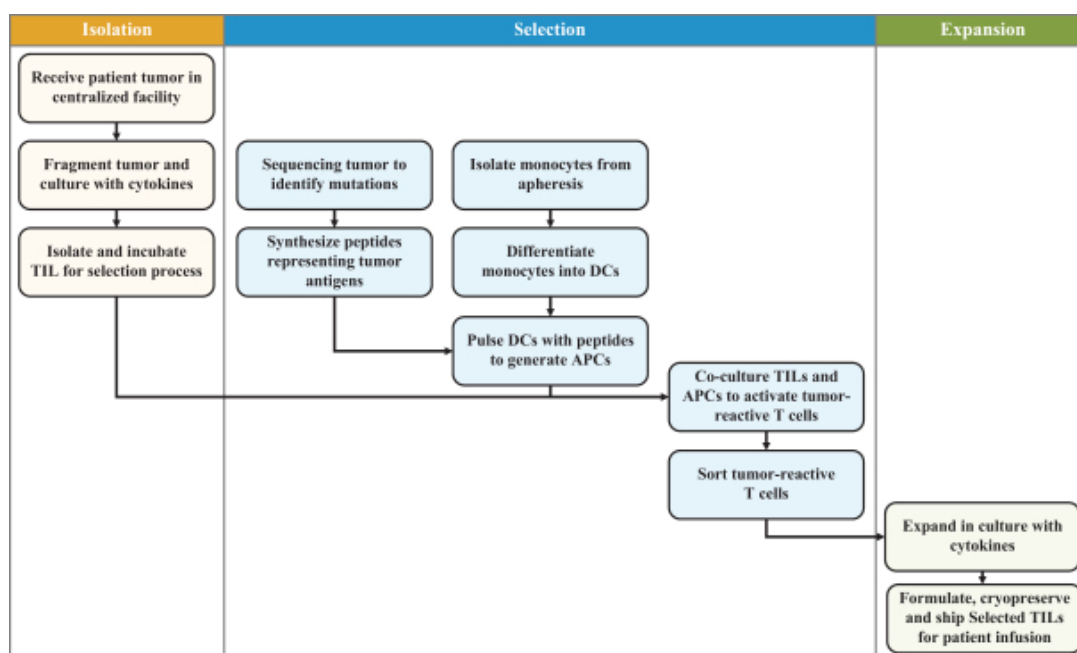 Isolation
Selection
Expansion
Receive patient tumor in
centralized facility
Fragment tumor and
culture with cytokines
Isolate and incubate
TIL for selection process
Sequencing tumor to
identify mutations
Synthesize peptides
representing tumor
antigens
Isolate monocytes from
apheresis
Differentiate
monocytes into DCs
Pulse DCs with peptides
to generate APCs
Co-culture TILs and
APCs to activate tumor-
reactive T cells
Sort tumor-reactive
T cells
Expand in culture with
cytokines
Formulate, cryopreserve
and ship Selected TILs
for patient infusion